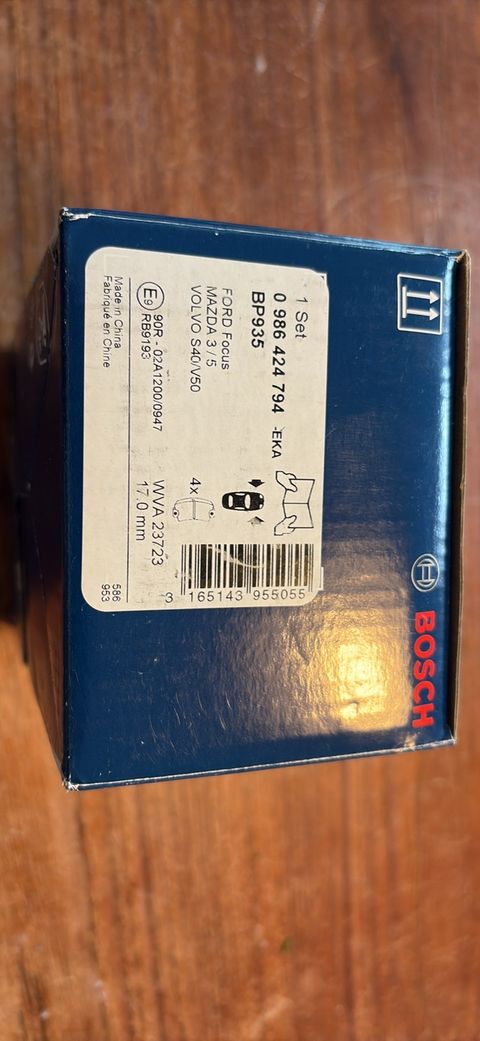 BOSCH
1 Set
0 986 424 794 -EKA
BP935
FORD Focus
MAZDA 3 / 5
VOLVO S40/V50
4x
E9 90R - 02A1200/0947
RB9193
WVA 23723
17.0 mm
Made in China
Fabriqué en Chine
586
953
3 165143 955055